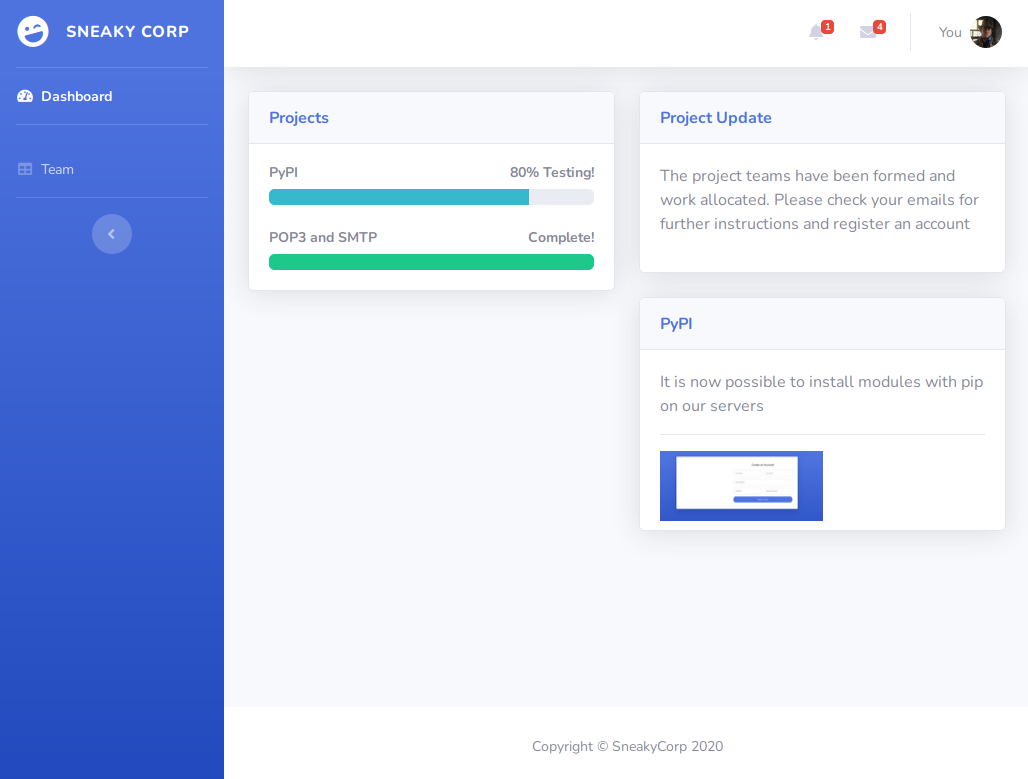 SNEAKY CORP
Dashboard
Team
1
4
You
Projects
PyPI 80% Testing!
POP3 and SMTP Complete!
Project Update
The project teams have been formed and
work allocated. Please check your emails for
further instructions and register an account
PyPI
It is now possible to install modules with pip
on our servers
Copyright © SneakyCorp 2020